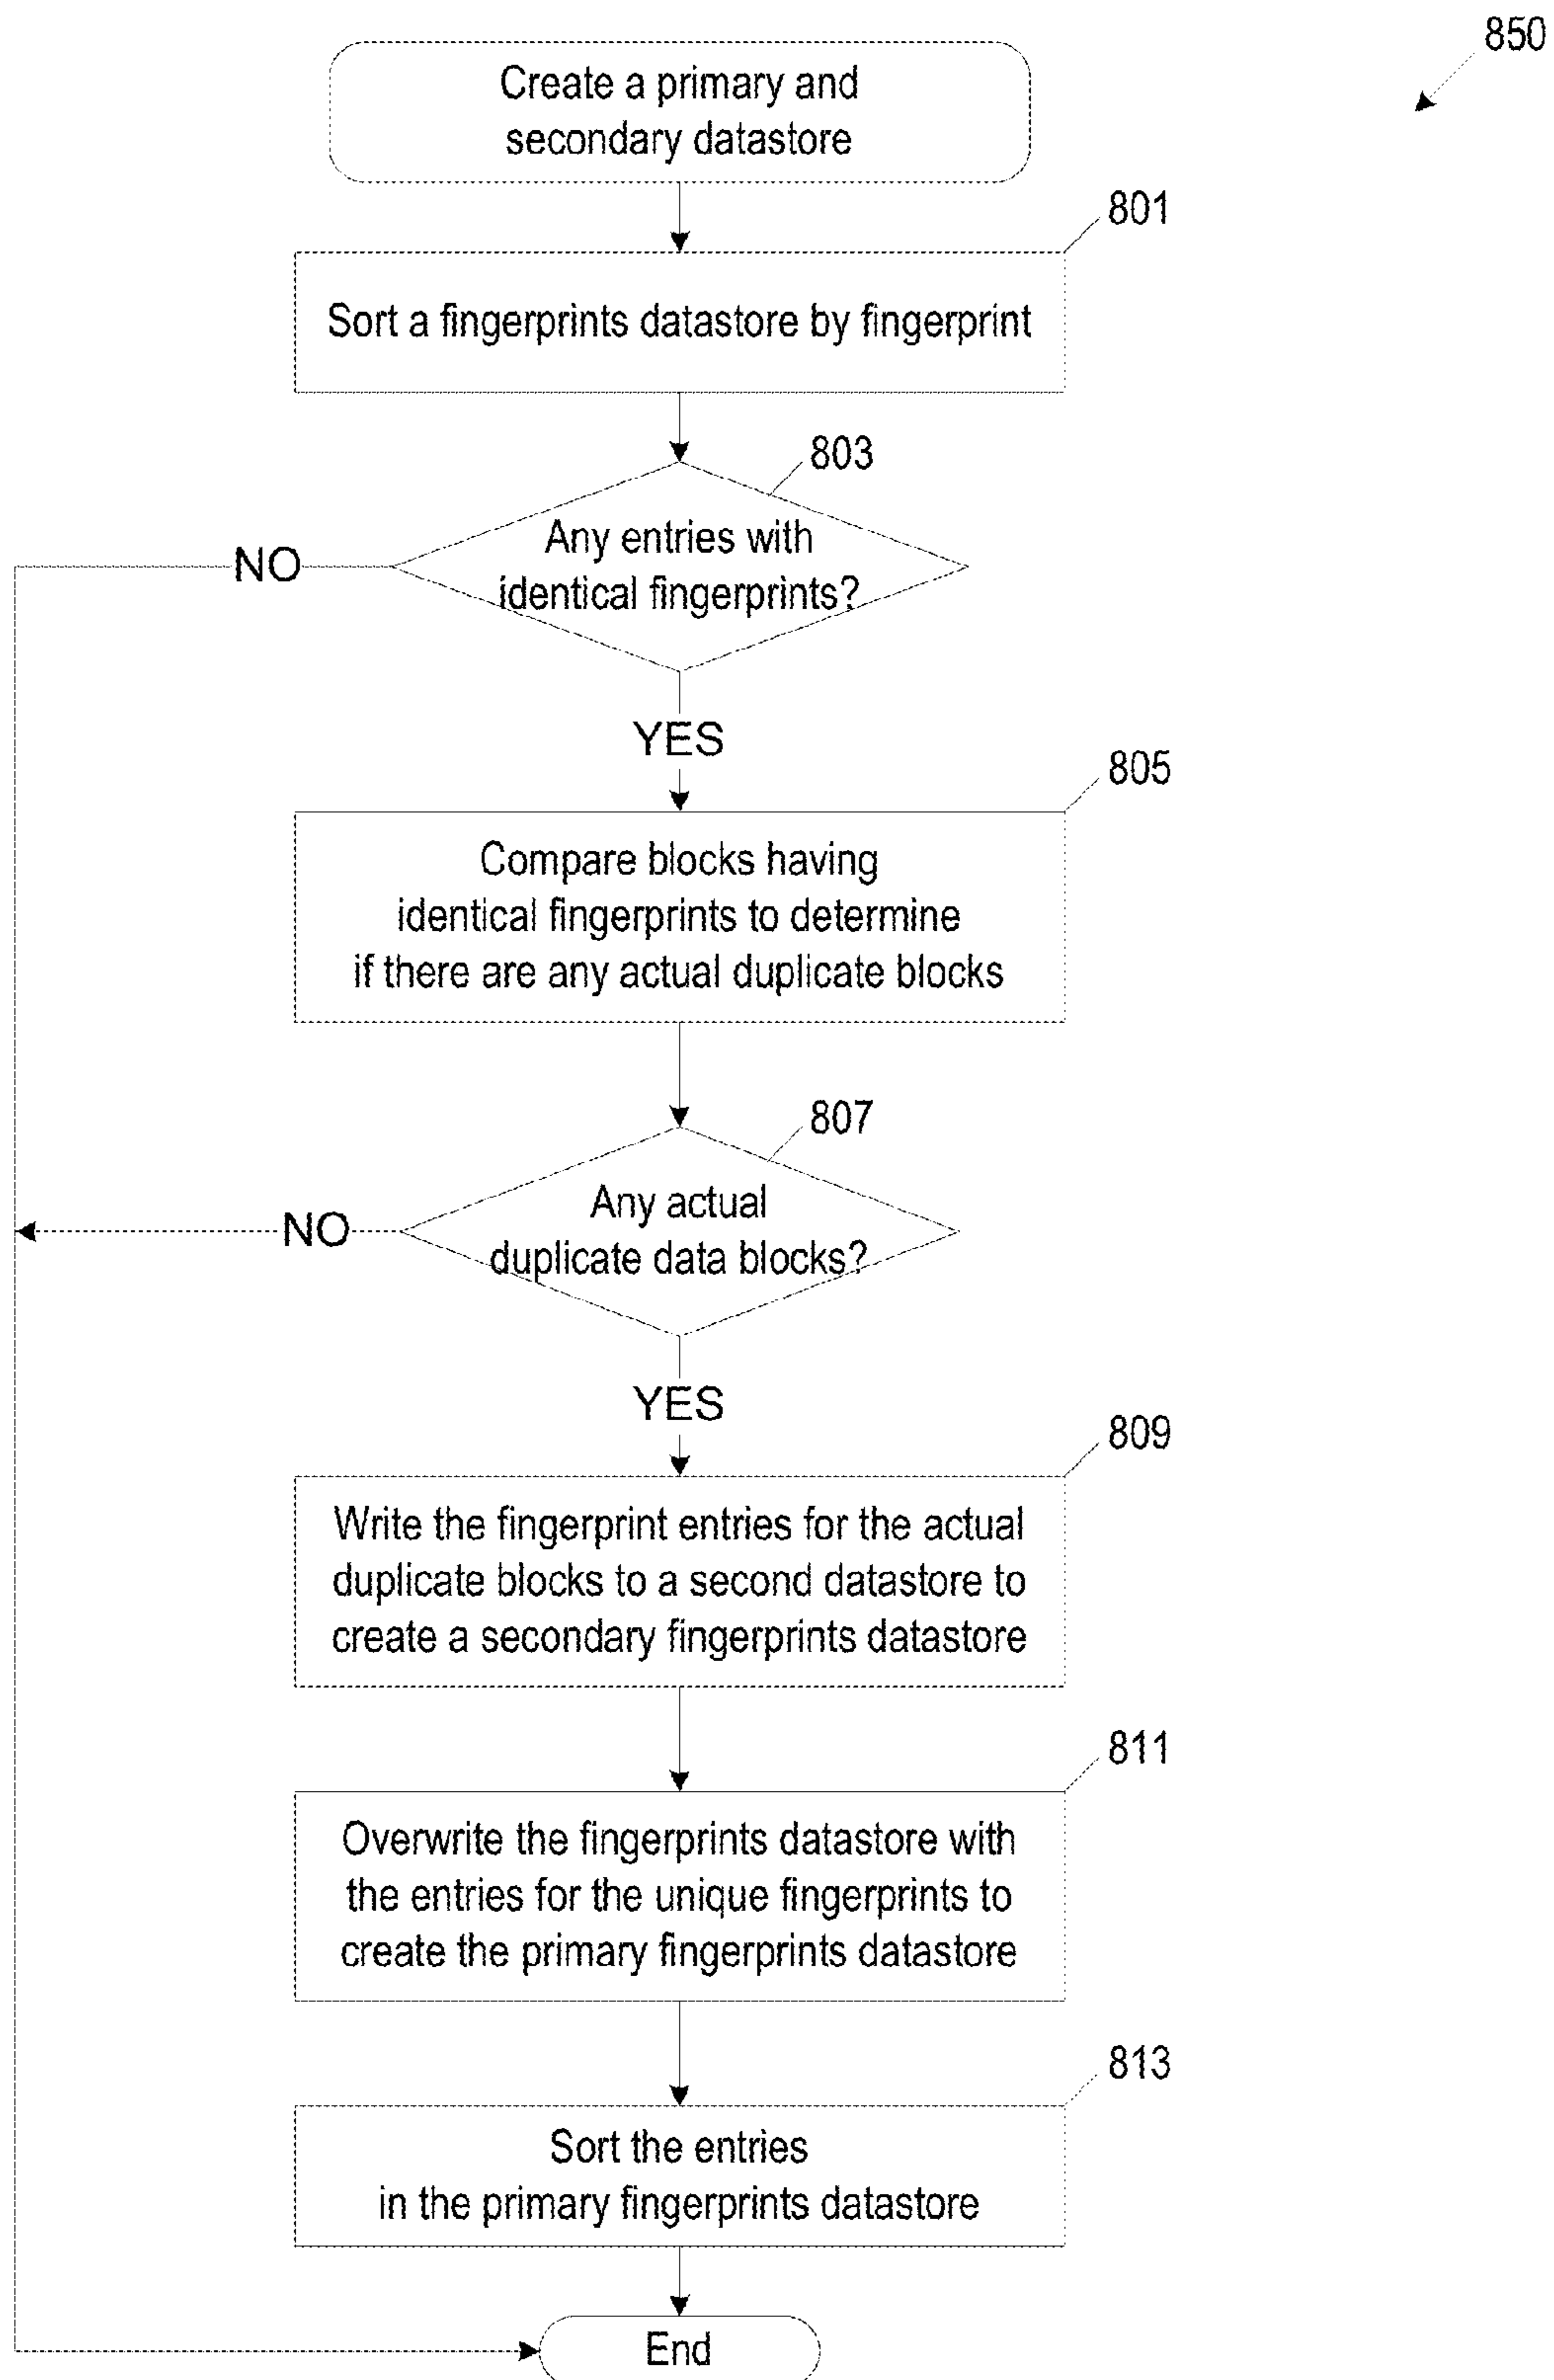 850
Create a primary and
secondary datastore
801
Sort a fingerprints datastore by fingerprint
803
Any entries with
identical fingerprints?
NO
YES
805
Compare blocks having
identical fingerprints to determine
if there are any actual duplicate blocks
807
Any actual
duplicate data blocks?
NO
YES
809
Write the fingerprint entries for the actual
duplicate blocks to a second datastore to
create a secondary fingerprints datastore
811
Overwrite the fingerprints datastore with
the entries for the unique fingerprints to
create the primary fingerprints datastore
813
Sort the entries
in the primary fingerprints datastore
End